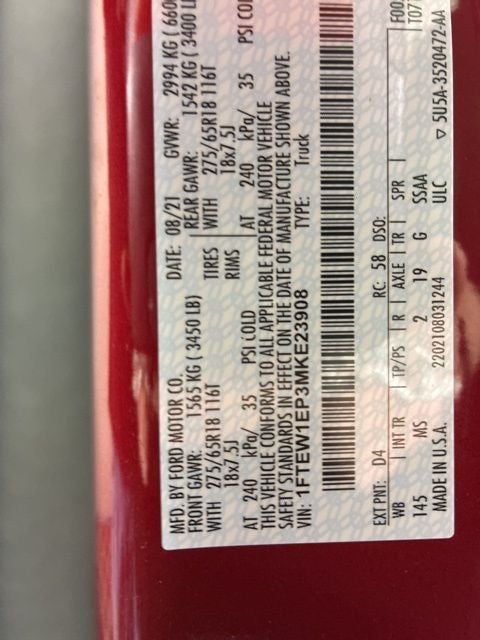 MFD. BY FORD MOTOR CO. DATE: 08/21 GVWR: 2994 KG ( 660
FRONT GAWR: 1565 KG ( 3450 LB) REAR GAWR: 1542 KG ( 3400 L
WITH 275/65R18 116T TIRES WITH 275/65R18 116T
18x7.5J RIMS 18x7.5J
AT 240 kPa/ 35 PSI COLD AT 240 kPa/ 35 PSI CO
THIS VEHICLE CONFORMS TO ALL APPLICABLE FEDERAL MOTOR VEHICLE
SAFETY STANDARDS IN EFFECT ON THE DATE OF MANUFACTURE SHOWN ABOVE.
VIN: 1FTEW1EP3MKE23908 TYPE: Truck
EXT PNT: D4 RC: 58 DSO:
WB INT TR TP/PS R AXLE TR SPR F00
145 MS 2 19 G SSAA T07
MADE IN U.S.A. 2202108031244 ULC 5U5A-3520472-AA